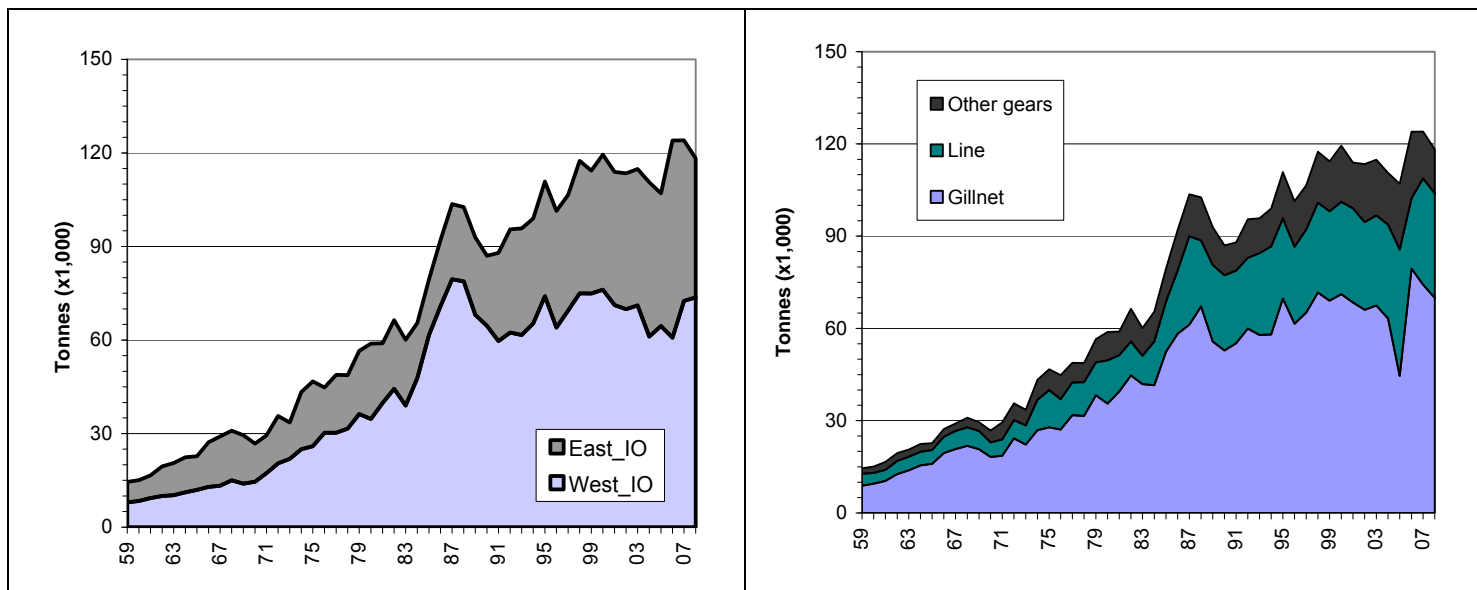 Tonnes (x1,000)
150
120
90
60
30
0
East_IO
West_IO
59 63 67 71 75 79 83 87 91 95 99 03 07
Tonnes (x1,000)
150
120
90
60
30
0
Other gears
Line
Gillnet
59 63 67 71 75 79 83 87 91 95 99 03 07